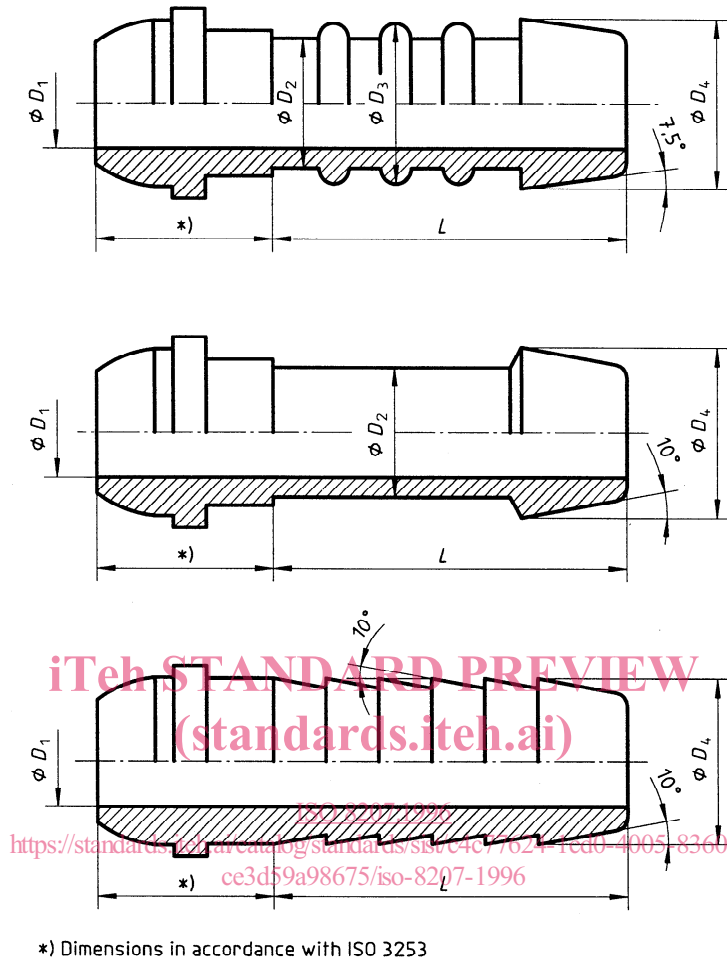 φ D1
φ D2
φ D3
φ D4
7,5°
*)
L
φ D1
φ D2
φ D4
10°
*)
L
10°
iTeh STANDARD PREVIEW
(standards.iteh.ai)
φ D1
φ D4
10°
ISO 8207:1996
https://standards.iteh.ai/catalog/standards/sist/c4c77624-1ed0-4005-8360
*)
L
ce3d59a98675/iso-8207-1996
*) Dimensions in accordance with ISO 3253